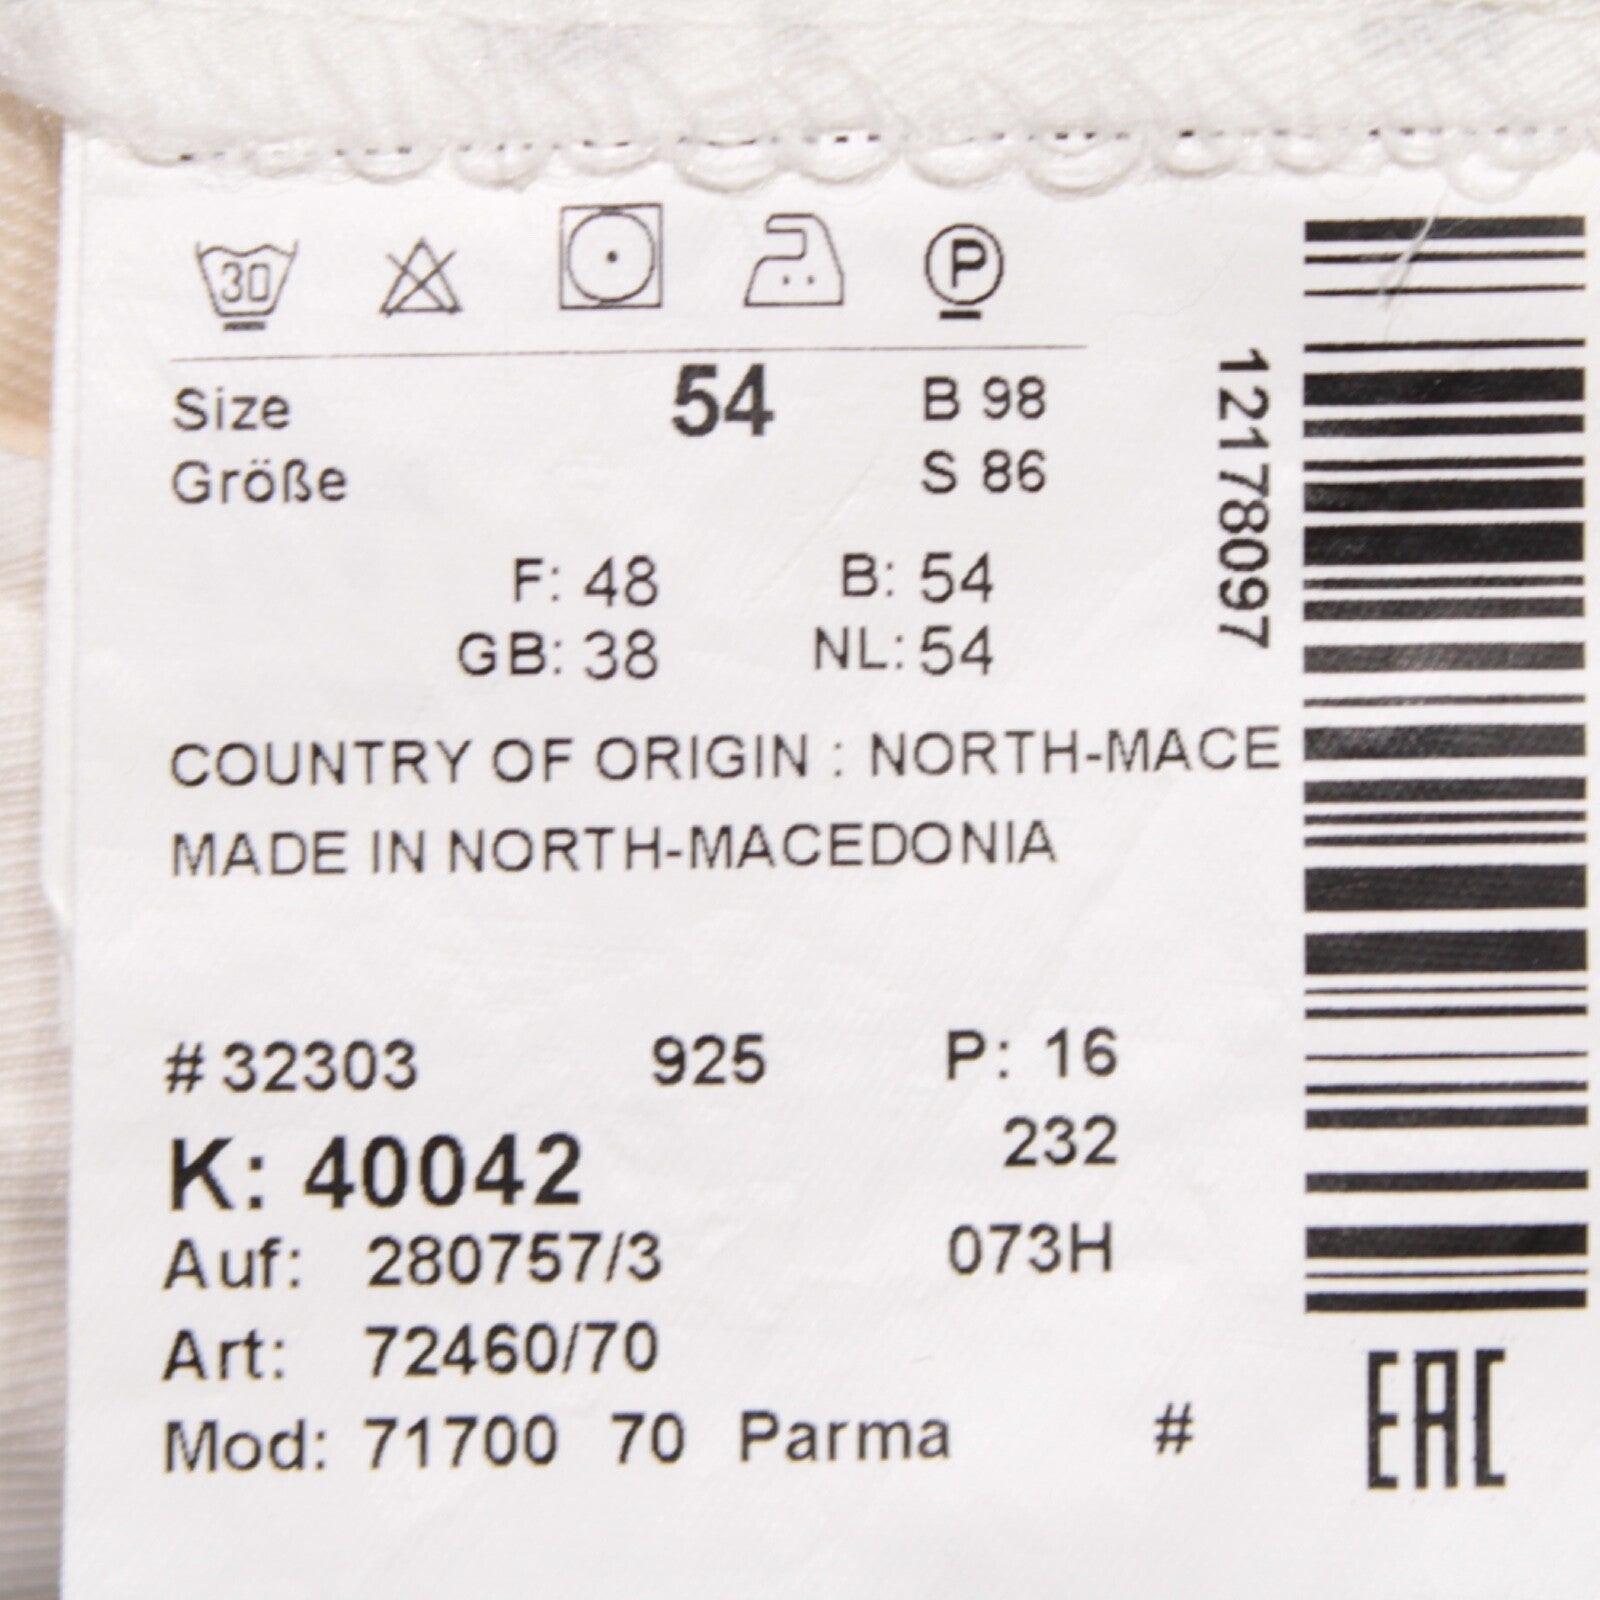 30 P
Size 54 B 98
Größe S 86
F: 48 B: 54
GB: 38 NL: 54
COUNTRY OF ORIGIN : NORTH-MACE
MADE IN NORTH-MACEDONIA
#32303 925 P: 16
K: 40042 232
Auf: 280757/3 073H
Art: 72460/70
Mod: 71700 70 Parma #
12178097
EAC